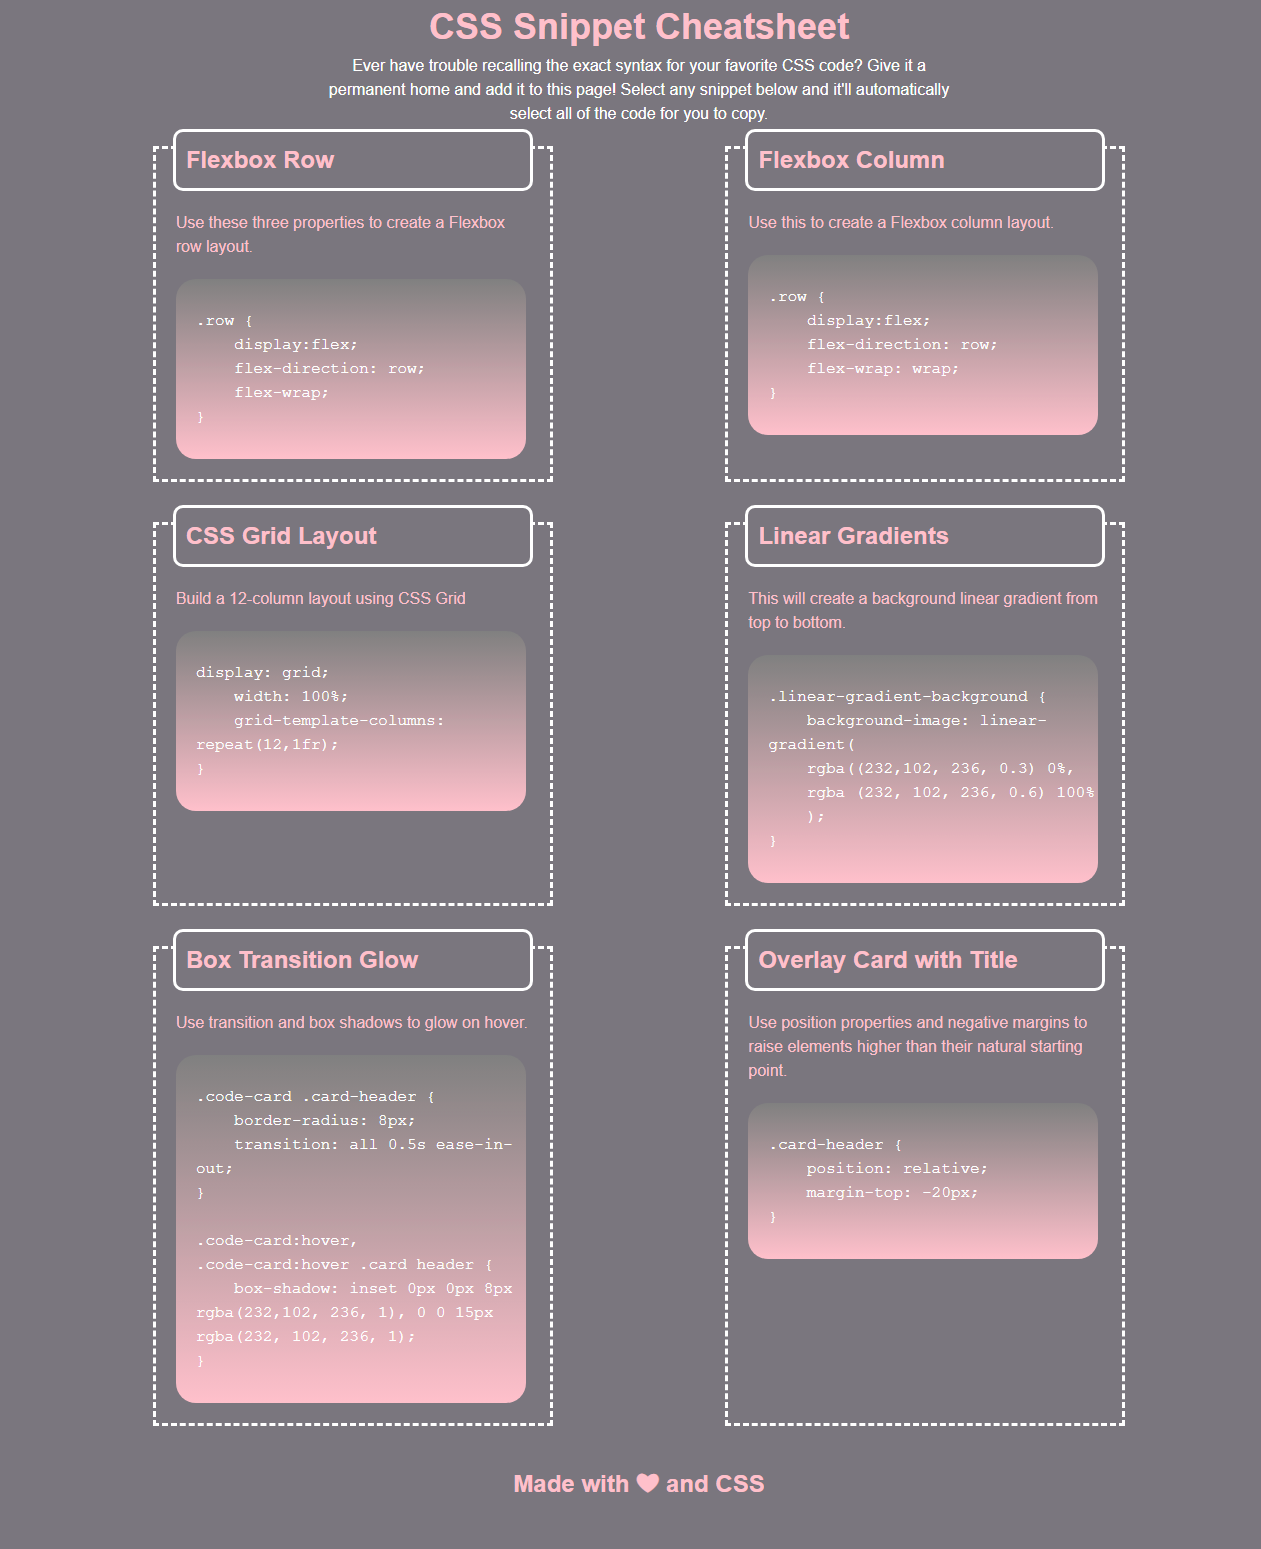 CSS Snippet Cheatsheet
Ever have trouble recalling the exact syntax for your favorite CSS code? Give it a
permanent home and add it to this page! Select any snippet below and it'll automatically
select all of the code for you to copy.
Flexbox Row
Use these three properties to create a Flexbox
row layout.
.row {
    display:flex;
    flex-direction: row;
    flex-wrap;
}
Flexbox Column
Use this to create a Flexbox column layout.
.row {
    display:flex;
    flex-direction: row;
    flex-wrap: wrap;
}
CSS Grid Layout
Build a 12-column layout using CSS Grid
display: grid;
    width: 100%;
    grid-template-columns:
repeat(12,1fr);
}
Linear Gradients
This will create a background linear gradient from
top to bottom.
.linear-gradient-background {
    background-image: linear-
gradient(
    rgba((232,102, 236, 0.3) 0%,
    rgba (232, 102, 236, 0.6) 100%
    );
}
Box Transition Glow
Use transition and box shadows to glow on hover.
.code-card .card-header {
    border-radius: 8px;
    transition: all 0.5s ease-in-
out;
}
.code-card:hover,
.code-card:hover .card header {
    box-shadow: inset 0px 0px 8px
rgba(232,102, 236, 1), 0 0 15px
rgba(232, 102, 236, 1);
}
Overlay Card with Title
Use position properties and negative margins to
raise elements higher than their natural starting
point.
.card-header {
    position: relative;
    margin-top: -20px;
}
Made with ❤ and CSS